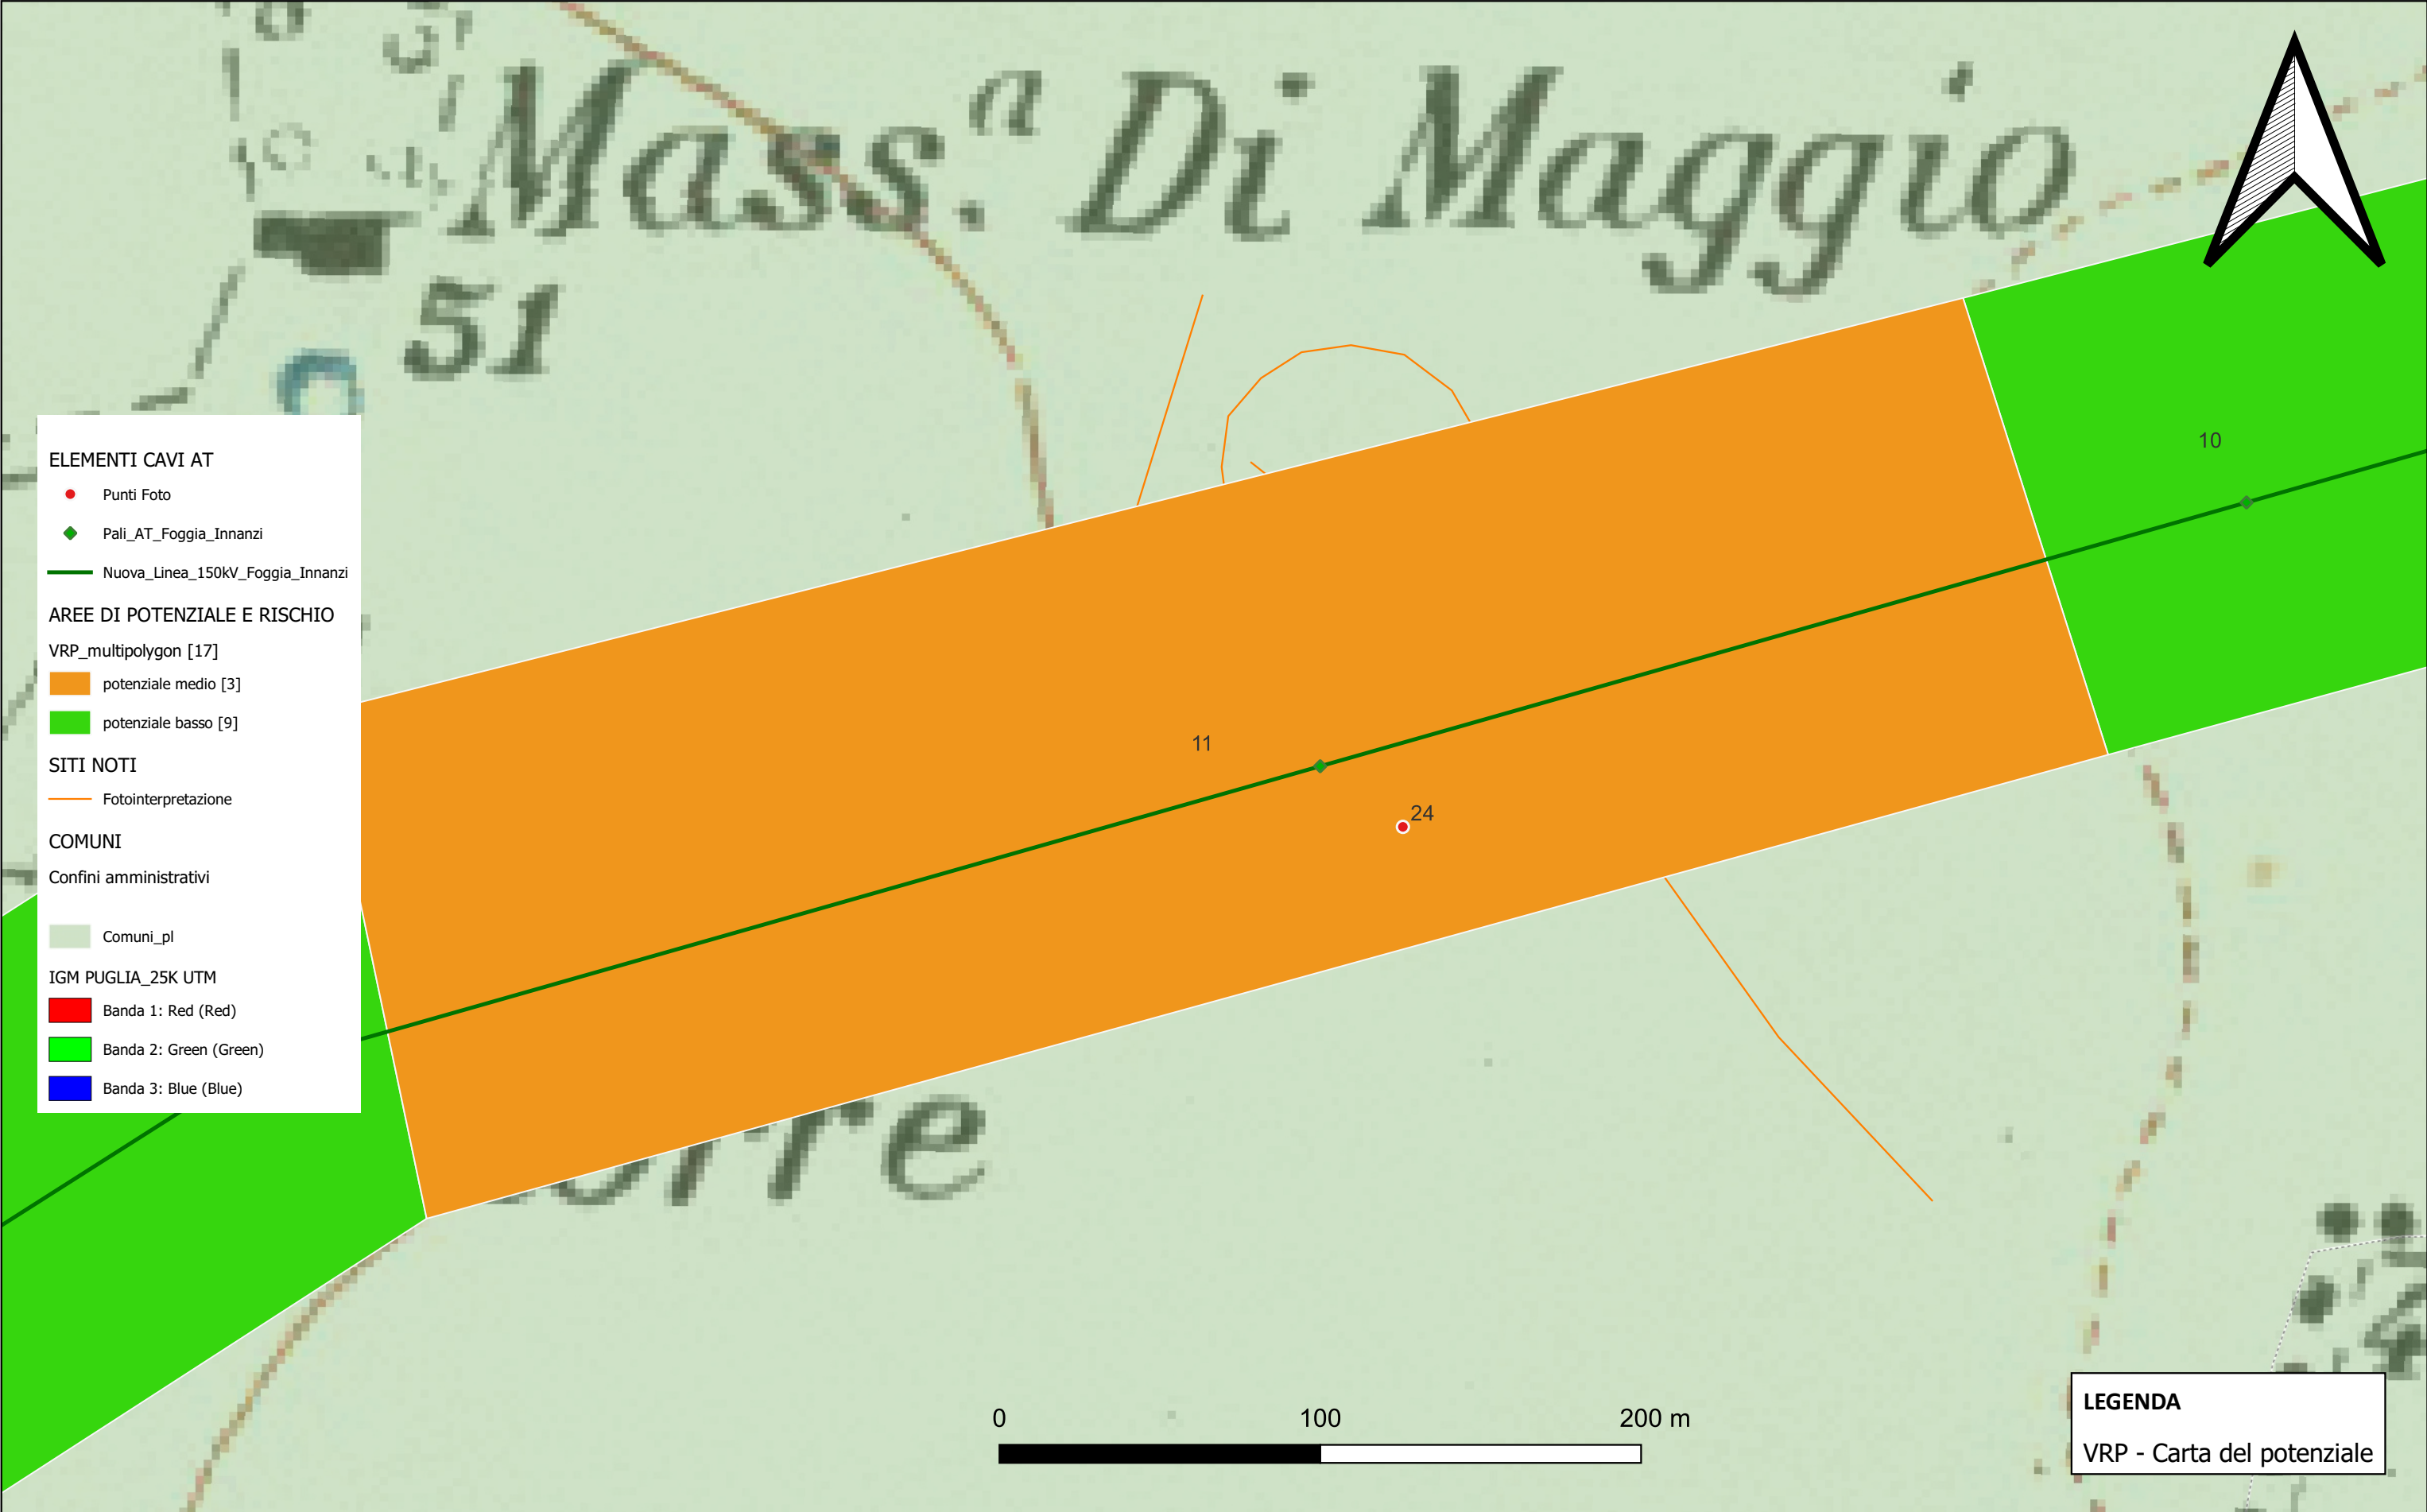 Mass.ᵃ Di Maggio
51
10
11
24
ELEMENTI CAVI AT
Punti Foto
Pali_AT_Foggia_Innanzi
Nuova_Linea_150kV_Foggia_Innanzi
AREE DI POTENZIALE E RISCHIO
VRP_multipolygon [17]
potenziale medio [3]
potenziale basso [9]
SITI NOTI
Fotointerpretazione
COMUNI
Confini amministrativi
Comuni_pl
IGM PUGLIA_25K UTM
Banda 1: Red (Red)
Banda 2: Green (Green)
Banda 3: Blue (Blue)
0 100 200 m
LEGENDA
VRP - Carta del potenziale